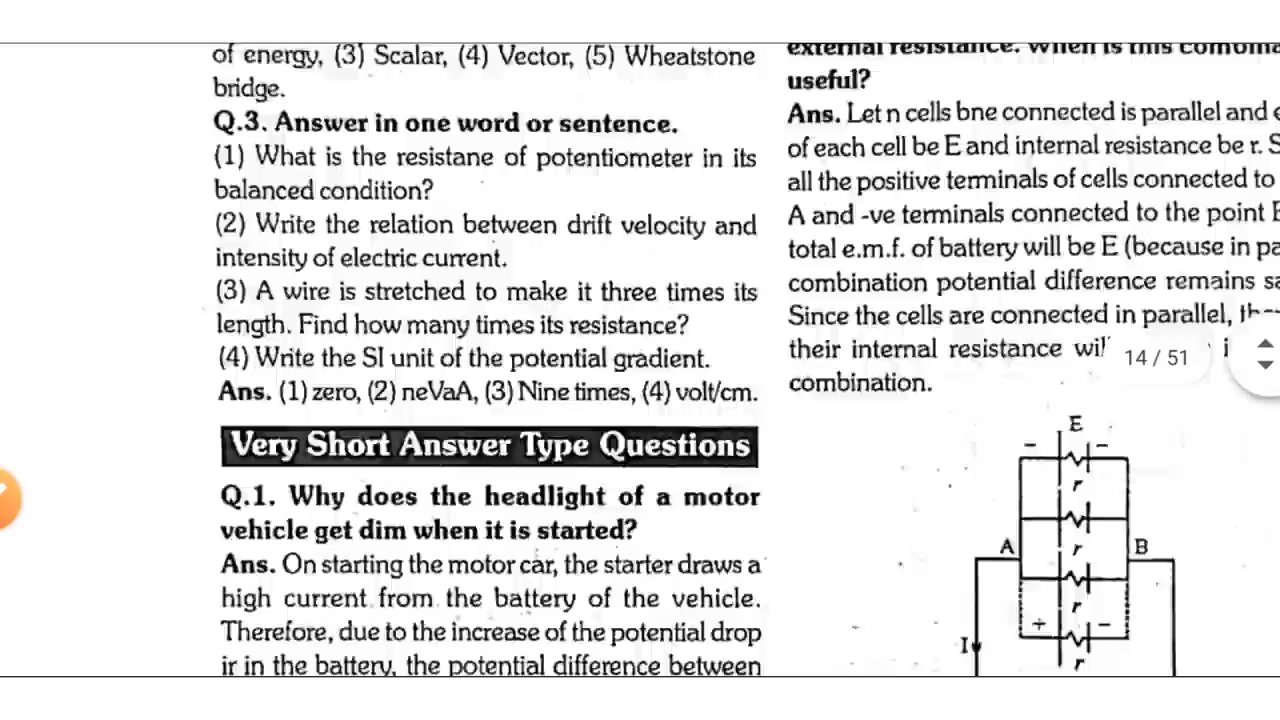 of energy, (3) Scalar, (4) Vector, (5) Wheatstone
bridge.
Q.3. Answer in one word or sentence.
(1) What is the resistane of potentiometer in its
balanced condition?
(2) Write the relation between drift velocity and
intensity of electric current.
(3) A wire is stretched to make it three times its
length. Find how many times its resistance?
(4) Write the SI unit of the potential gradient.
Ans. (1) zero, (2) neVaA, (3) Nine times, (4) volt/cm.
Very Short Answer Type Questions
Q.1. Why does the headlight of a motor
vehicle get dim when it is started?
Ans. On starting the motor car, the starter draws a
high current from the battery of the vehicle.
Therefore, due to the increase of the potential drop
ir in the battery, the potential difference between
external resistance. When is this
useful?
Ans. Let n cells bne connected is parallel and
of each cell be E and internal resistance be r.
all the positive terminals of cells connected to
A and -ve terminals connected to the point
total e.m.f. of battery will be E (because in
combination potential difference remains
Since the cells are connected in parallel,
their internal resistance
combination.
14 / 51
E
- -
r
A r B
r
+ -
I r